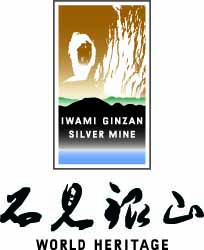 IWAMI GINZAN
SILVER MINE
石見銀山
WORLD HERITAGE